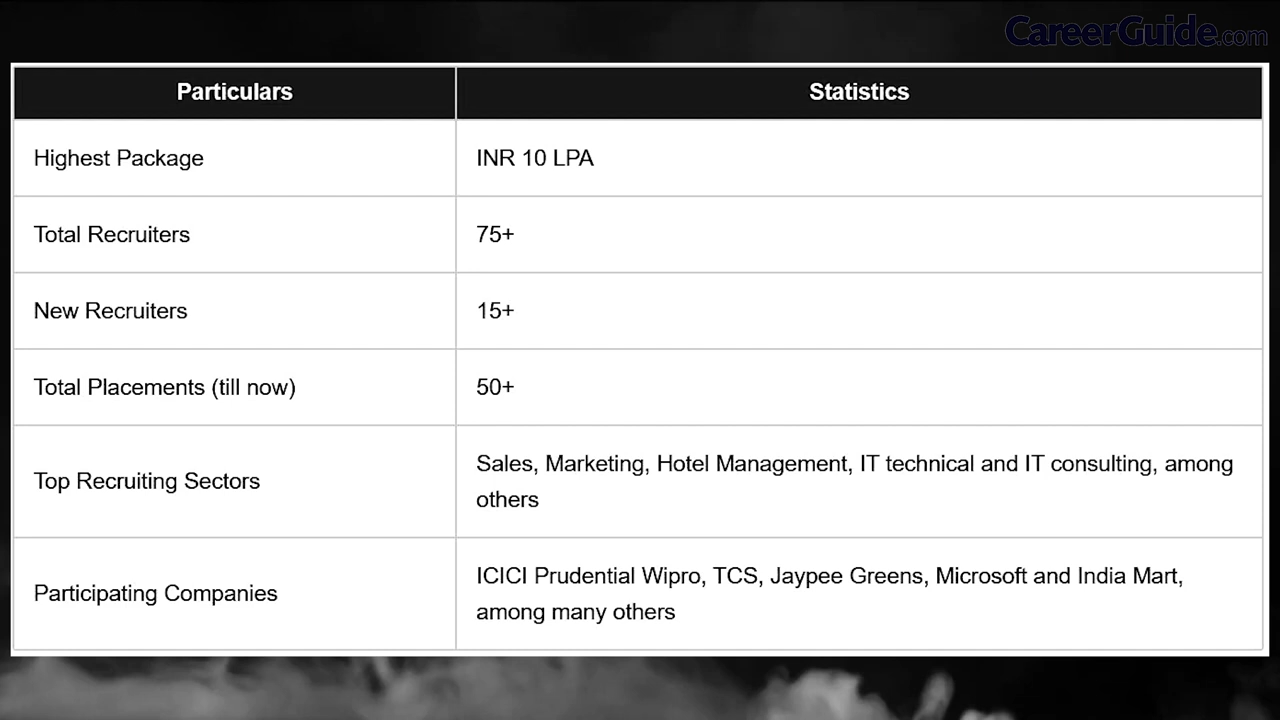 CareerGuide.com
Particulars
Statistics
Highest Package
INR 10 LPA
Total Recruiters
75+
New Recruiters
15+
Total Placements (till now)
50+
Top Recruiting Sectors
Sales, Marketing, Hotel Management, IT technical and IT consulting, among
others
Participating Companies
ICICI Prudential Wipro, TCS, Jaypee Greens, Microsoft and India Mart,
among many others